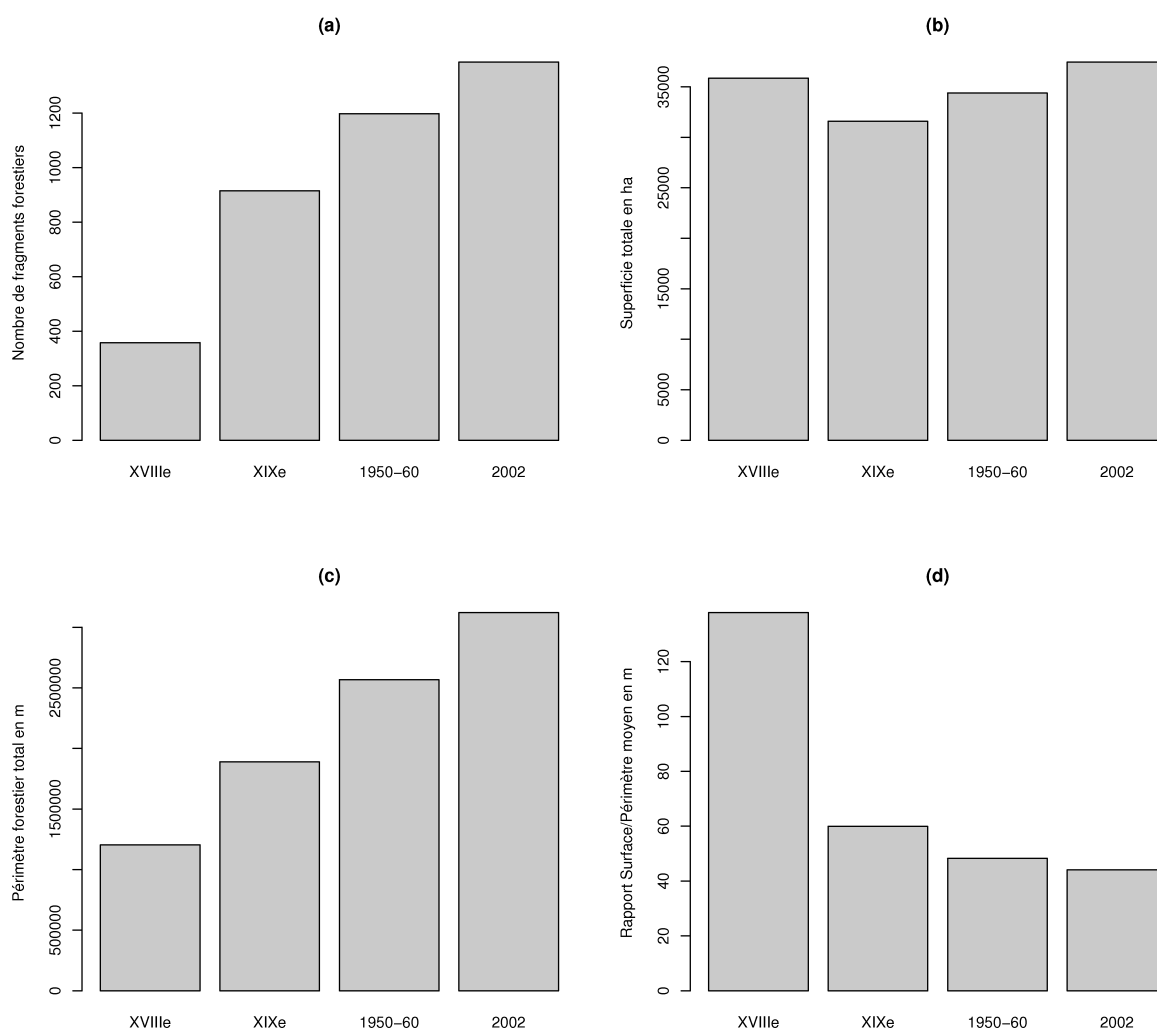 (a)
Nombre de fragments forestiers
1200
1000
800
600
400
200
0
XVIIIe XIXe 1950−60 2002
(b)
Superficie totale en ha
35000
25000
15000
5000
0
XVIIIe XIXe 1950−60 2002
(c)
Périmètre forestier total en m
2500000
1500000
500000
0
XVIIIe XIXe 1950−60 2002
(d)
Rapport Surface/Périmètre moyen en m
120
100
80
60
40
20
0
XVIIIe XIXe 1950−60 2002